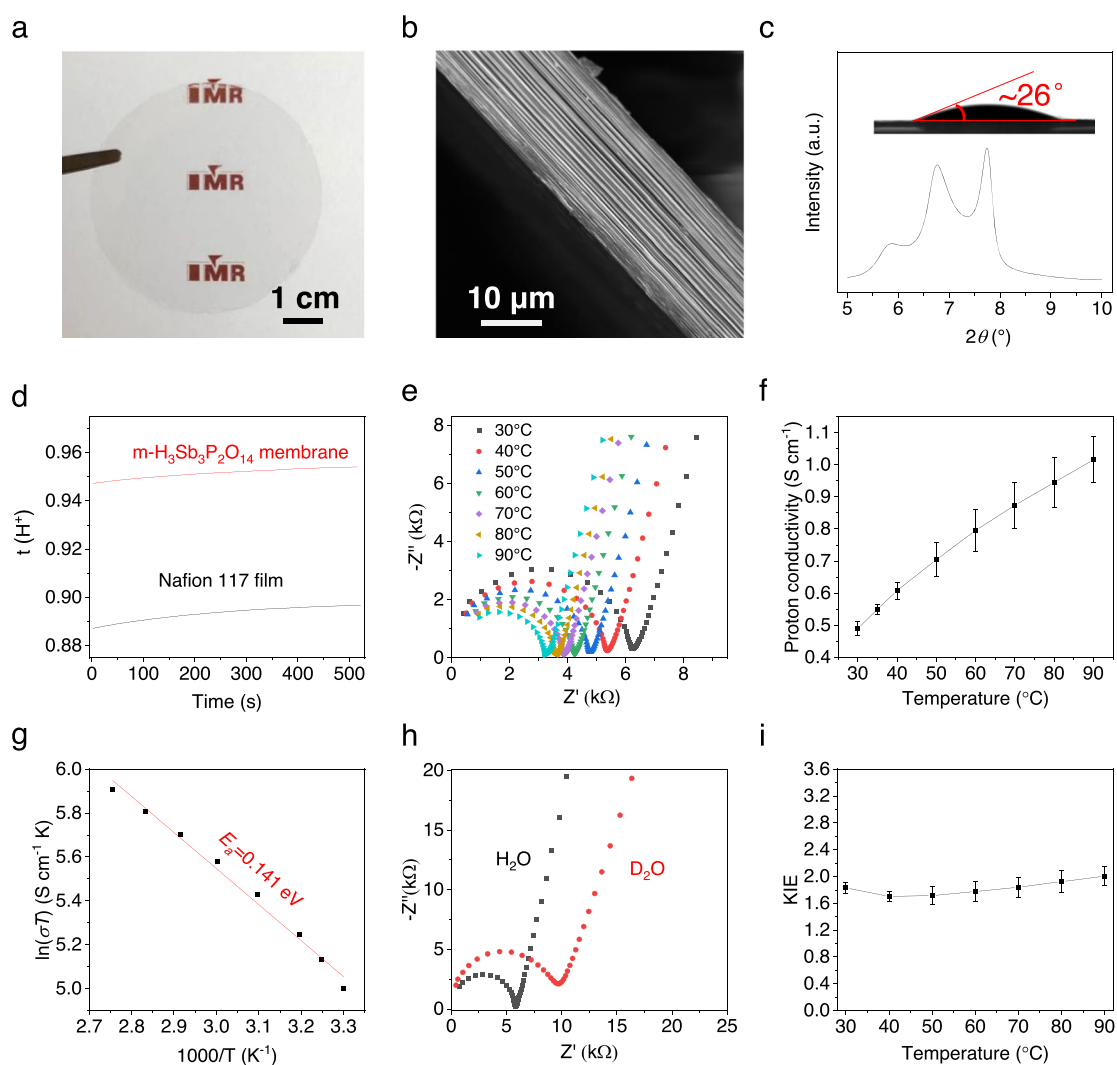 a
IMR
IMR
IMR
1 cm
b
10 μm
c
~26°
Intensity (a.u.)
5 6 7 8 9 10
2θ (°)
d
0.96
0.94
0.92
0.90
0.88
t (H⁺)
m-H₃Sb₃P₂O₁₄ membrane
Nafion 117 film
0 100 200 300 400 500
Time (s)
e
8
6
4
2
0
-Z'' (kΩ)
30°C
40°C
50°C
60°C
70°C
80°C
90°C
0 2 4 6 8
Z' (kΩ)
f
1.1
1.0
0.9
0.8
0.7
0.6
0.5
0.4
Proton conductivity (S cm⁻¹)
30 40 50 60 70 80 90
Temperature (°C)
g
6.0
5.8
5.6
5.4
5.2
5.0
ln(σT) (S cm⁻¹ K)
Eₐ=0.141 eV
2.7 2.8 2.9 3.0 3.1 3.2 3.3
1000/T (K⁻¹)
h
20
15
10
5
0
-Z''(kΩ)
H₂O
D₂O
0 5 10 15 20 25
Z' (kΩ)
i
3.6
3.0
2.4
1.8
1.2
0.6
0.0
KIE
30 40 50 60 70 80 90
Temperature (°C)